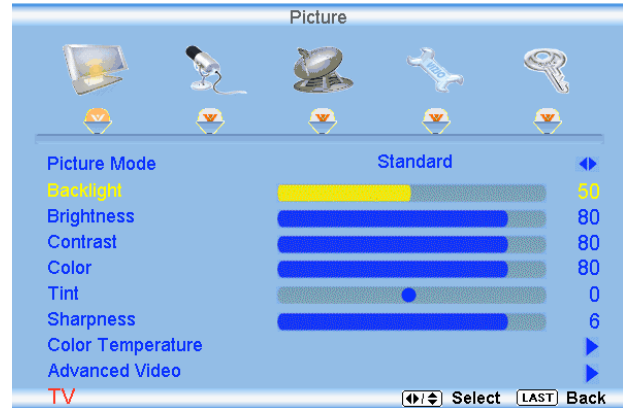 Picture
VIZIO
Picture Mode Standard
Backlight 50
Brightness 80
Contrast 80
Color 80
Tint 0
Sharpness 6
Color Temperature
Advanced Video
TV Select LAST Back